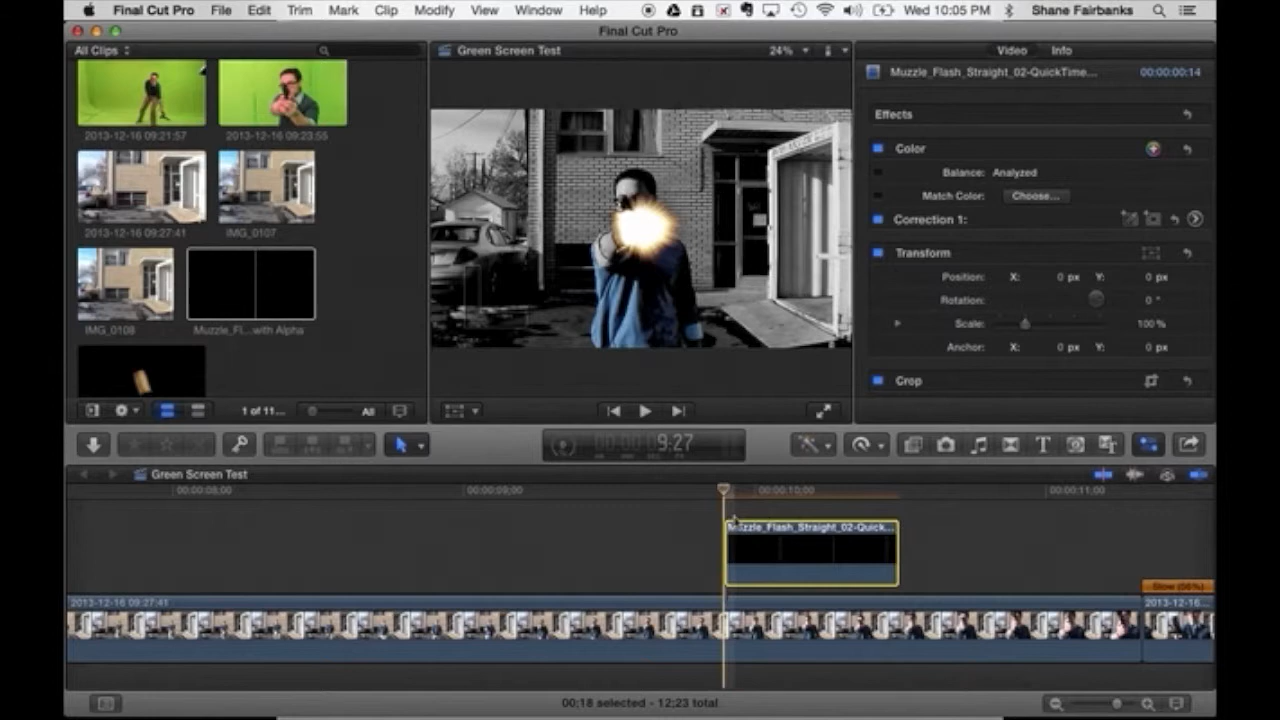 Final Cut Pro File Edit Trim Mark Clip Modify View Window Help Wed 10:05 PM Shane Fairbanks
Final Cut Pro
All Clips
Green Screen Test 24%
Video Info
Muzzle_Flash_Straight_02-QuickTime... 00:00:00:14
2013-12-16 09:21:57 2013-12-16 09:23:55
2013-12-16 09:27:41 IMG_0107
IMG_0108 Muzzle_Fl...with Alpha
Effects
Color
Balance: Analyzed
Match Color: Choose...
Correction 1:
Transform
Position: X: 0 px Y: 0 px
Rotation: 0 °
Scale: 100 %
Anchor: X: 0 px Y: 0 px
Crop
1 of 11... All
9:27
Green Screen Test
00:00:08;00 00:00:09;00 00:00:10;00 00:00:11;00
Muzzle_Flash_Straight_02-Quick...
Slow (56%)
2013-12-16 09:27:41 2013-12-16...
00;18 selected - 12;23 total